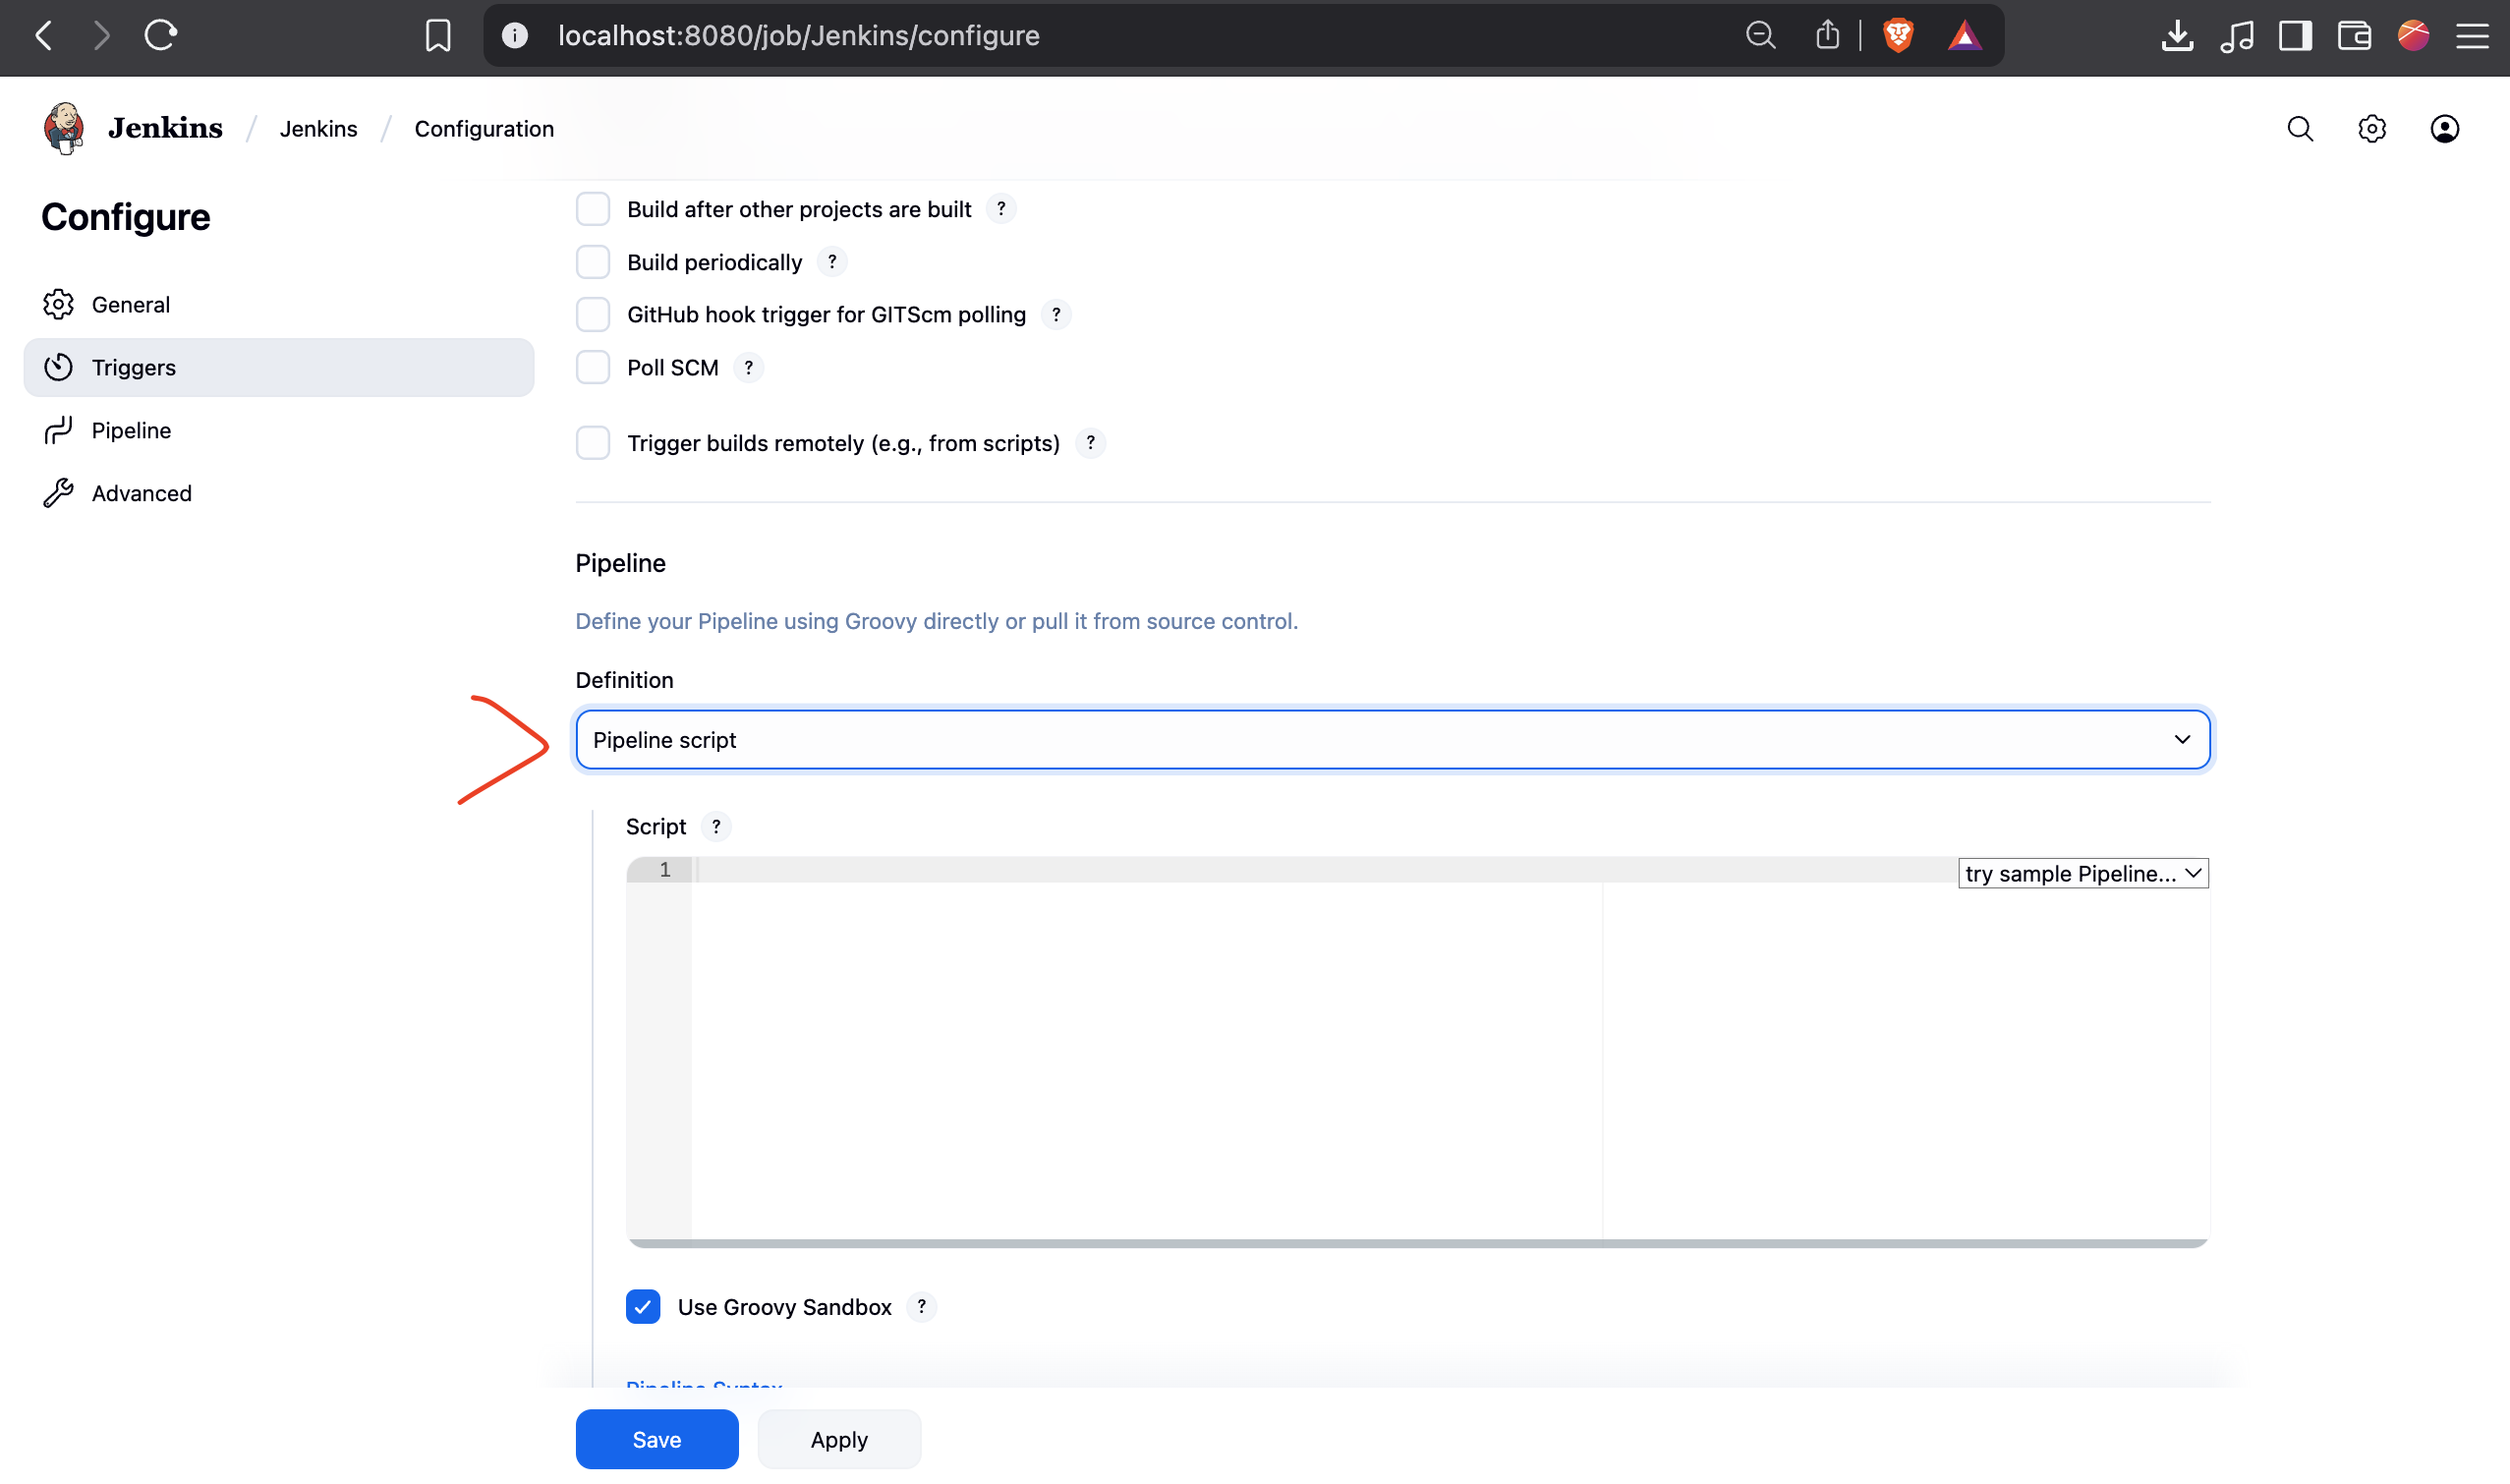 localhost:8080/job/Jenkins/configure
Jenkins / Jenkins / Configuration
Configure
General
Triggers
Pipeline
Advanced
Build after other projects are built ?
Build periodically ?
GitHub hook trigger for GITScm polling ?
Poll SCM ?
Trigger builds remotely (e.g., from scripts) ?
Pipeline
Define your Pipeline using Groovy directly or pull it from source control.
Definition
Pipeline script
Script ?
1
try sample Pipeline...
Use Groovy Sandbox ?
Pipeline Syntax
Save
Apply